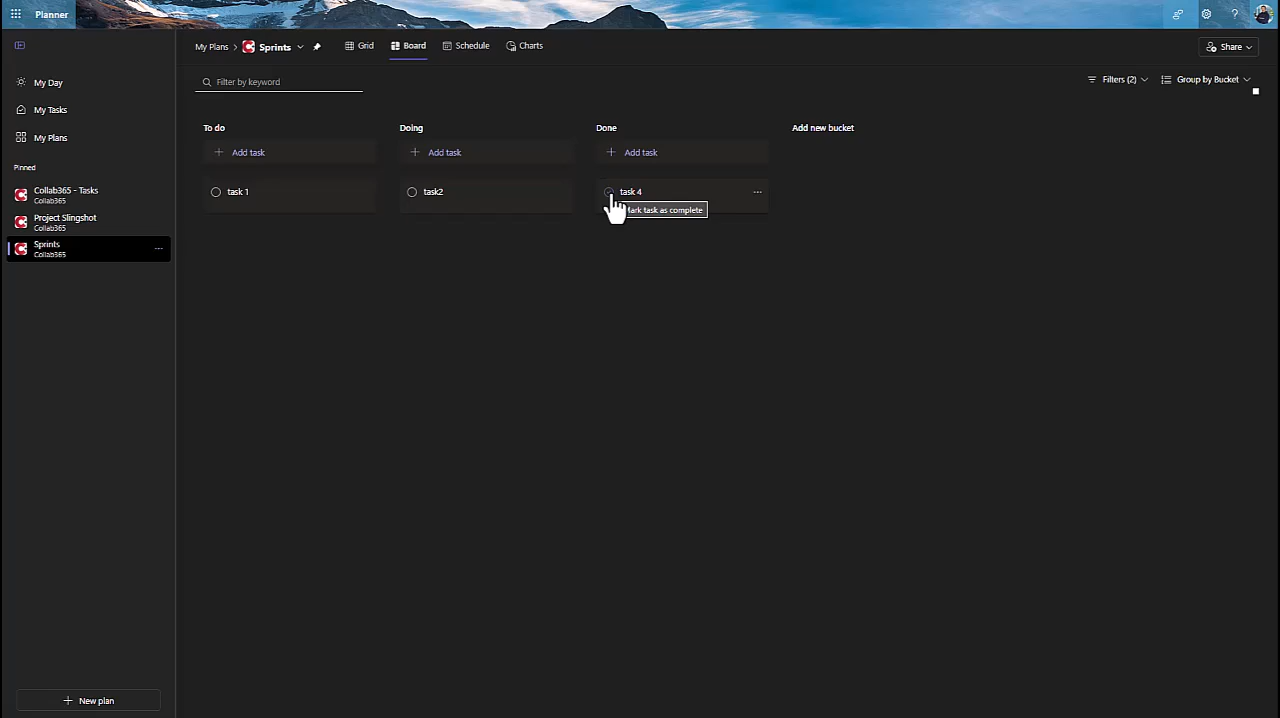 Planner
My Day
My Tasks
My Plans
Pinned
Collab365 - Tasks
Collab365
Project Slingshot
Collab365
Sprints
Collab365
New plan
My Plans > Sprints
Grid
Board
Schedule
Charts
Share
Filter by keyword
Filters (2)
Group by Bucket
To do
Add task
task 1
Doing
Add task
task2
Done
Add task
task 4
task as complete
Add new bucket